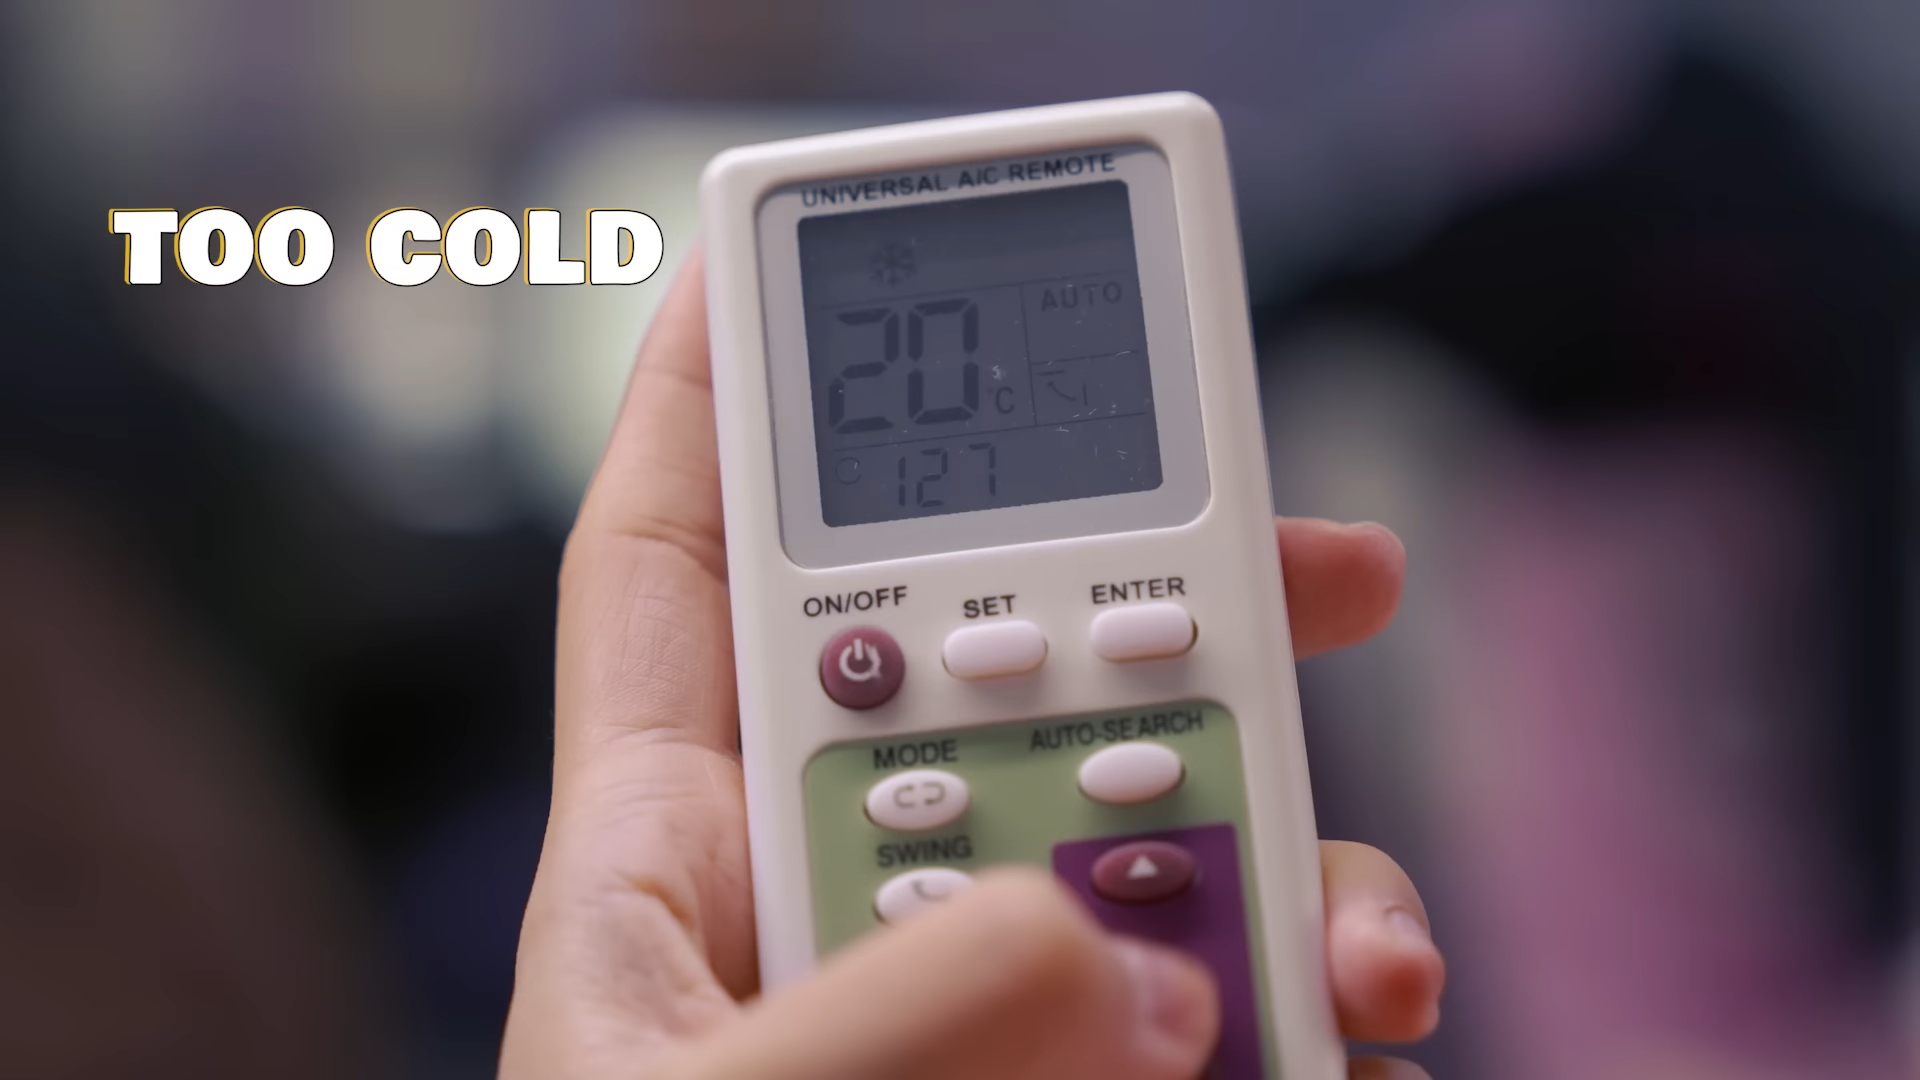 TOO COLD
UNIVERSAL A/C REMOTE
AUTO
20°C
127
ON/OFF
SET
ENTER
MODE
AUTO-SEARCH
SWING